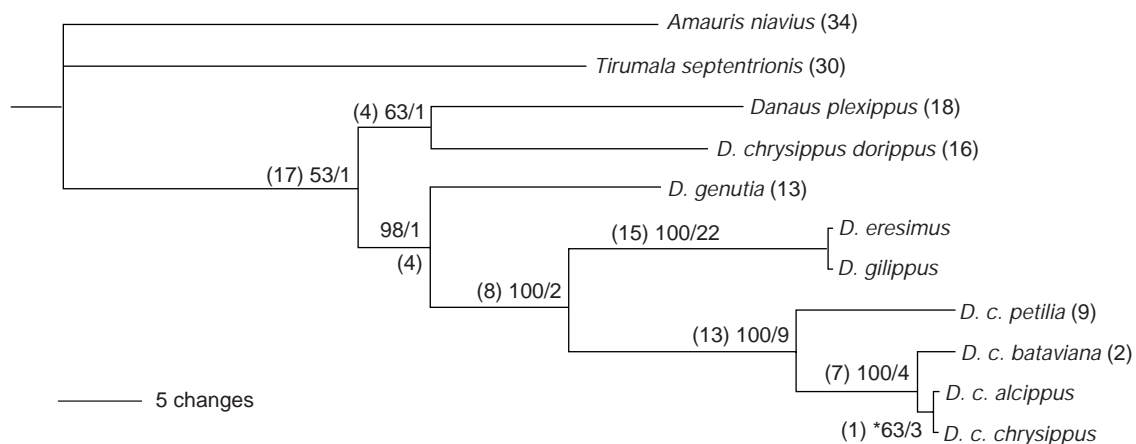 Amauris niavius (34)
Tirumala septentrionis (30)
(4) 63/1
Danaus plexippus (18)
D. chrysippus dorippus (16)
(17) 53/1
D. genutia (13)
98/1
(4)
(15) 100/22
D. eresimus
D. gilippus
(8) 100/2
D. c. petilia (9)
(13) 100/9
D. c. bataviana (2)
(7) 100/4
D. c. alcippus
5 changes
(1) *63/3
D. c. chrysippus